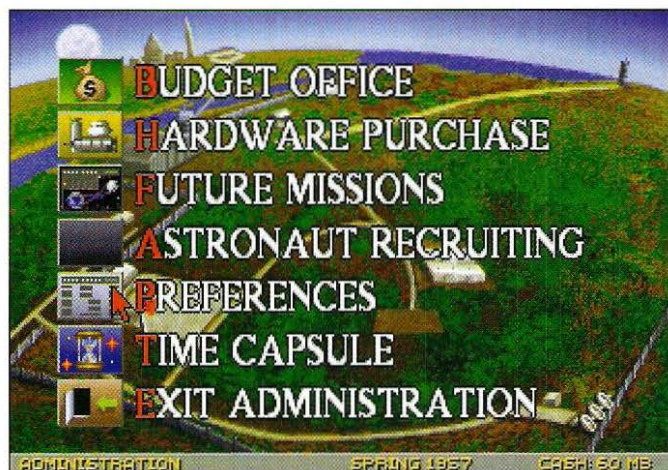 BUDGET OFFICE
HARDWARE PURCHASE
FUTURE MISSIONS
ASTRONAUT RECRUITING
PREFERENCES
TIME CAPSULE
EXIT ADMINISTRATION
ADMINISTRATION SPRING 1957 CASH: 60 MB